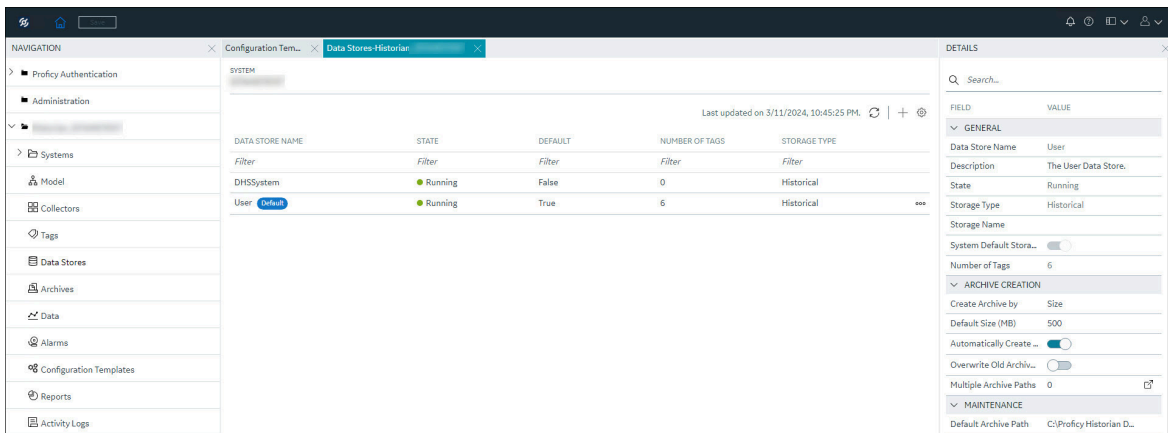 Save
NAVIGATION
Proficy Authentication
Administration
Systems
Model
Collectors
Tags
Data Stores
Archives
Data
Alarms
Configuration Templates
Reports
Activity Logs
Configuration Tem... Data Stores-Historian
SYSTEM
Last updated on 3/11/2024, 10:45:25 PM.
DATA STORE NAME STATE DEFAULT NUMBER OF TAGS STORAGE TYPE
Filter Filter Filter Filter Filter
DHSSystem Running False 0 Historical
User Default Running True 6 Historical
DETAILS
Search...
FIELD VALUE
GENERAL
Data Store Name User
Description The User Data Store.
State Running
Storage Type Historical
Storage Name
System Default Stora...
Number of Tags 6
ARCHIVE CREATION
Create Archive by Size
Default Size (MB) 500
Automatically Create ...
Overwrite Old Archiv...
Multiple Archive Paths 0
MAINTENANCE
Default Archive Path C:\Proficy Historian D...